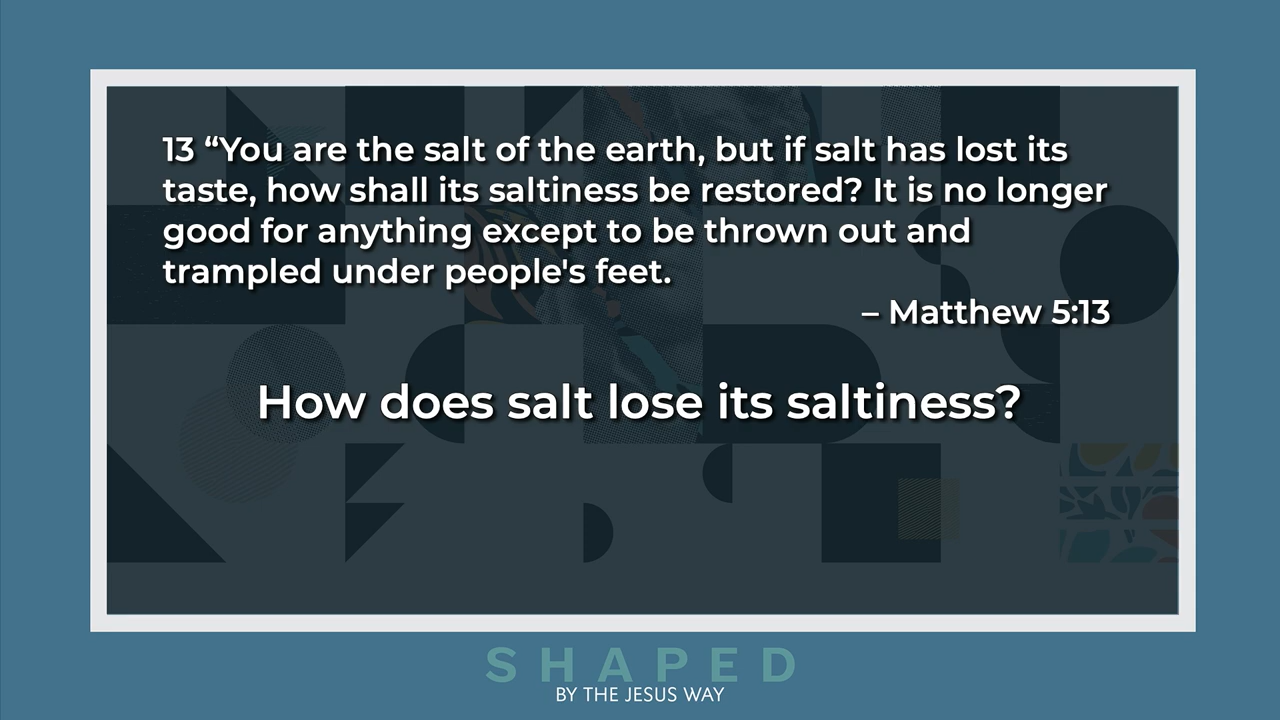 13 “You are the salt of the earth, but if salt has lost its
taste, how shall its saltiness be restored? It is no longer
good for anything except to be thrown out and
trampled under people's feet.
– Matthew 5:13
How does salt lose its saltiness?
SHAPED
BY THE JESUS WAY